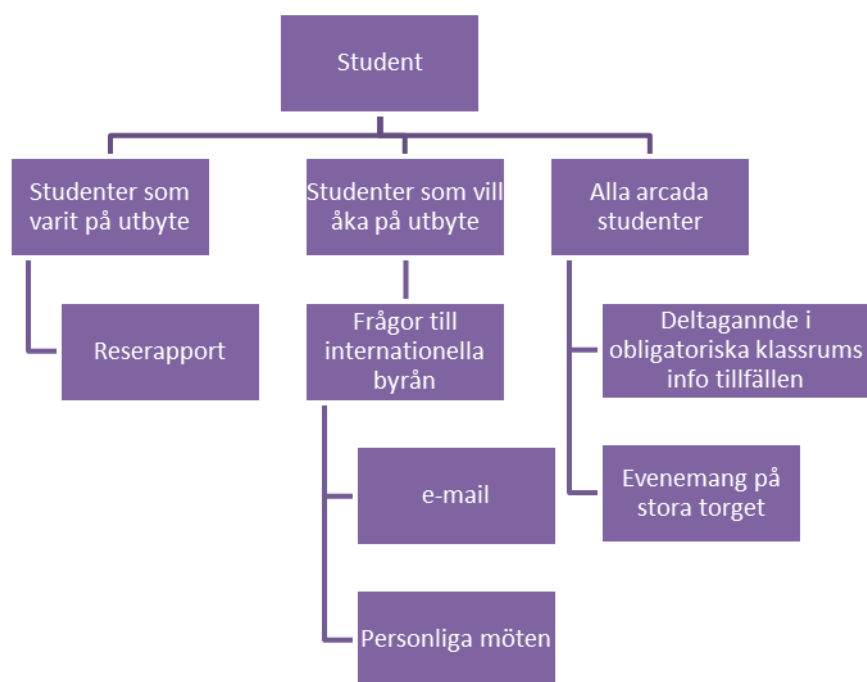 Student
Studenter som
varit på utbyte
Studenter som vill
åka på utbyte
Alla arcada
studenter
Reserapport
Frågor till
internationella
byrån
Deltagannde i
obligatoriska klassrums
info tillfällen
e-mail
Evenemang på
stora torget
Personliga möten